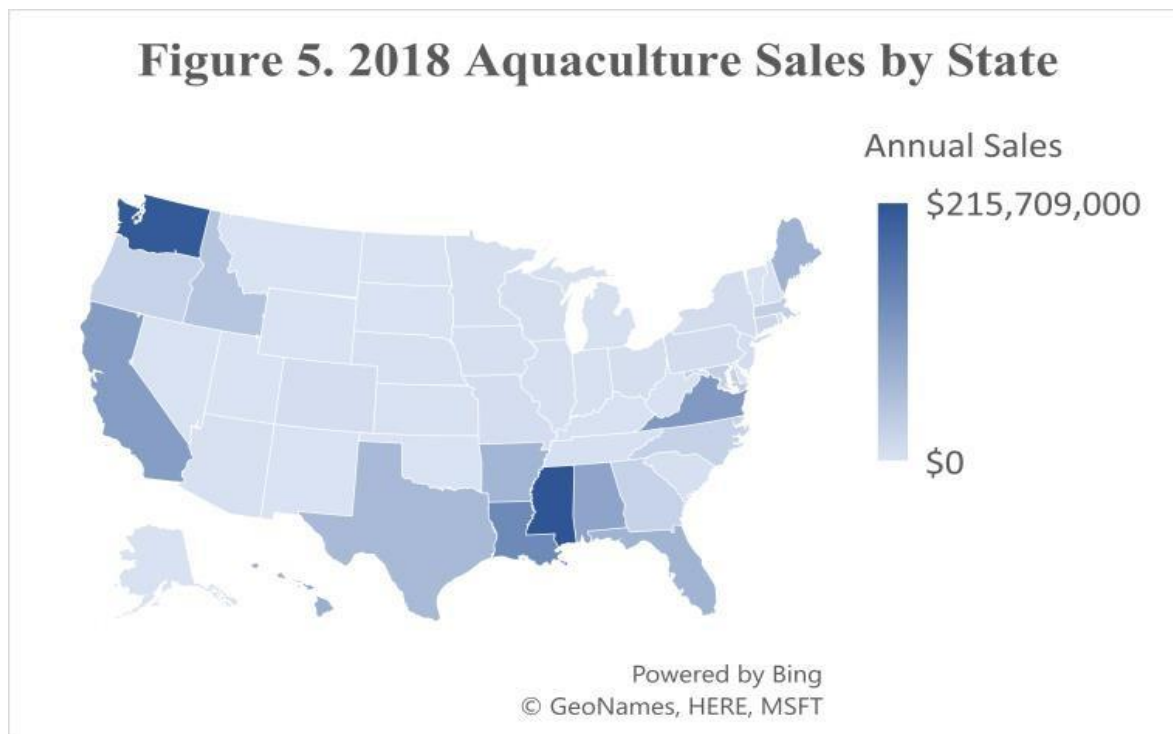 Figure 5. 2018 Aquaculture Sales by State
Annual Sales
$215,709,000
$0
Powered by Bing
© GeoNames, HERE, MSFT